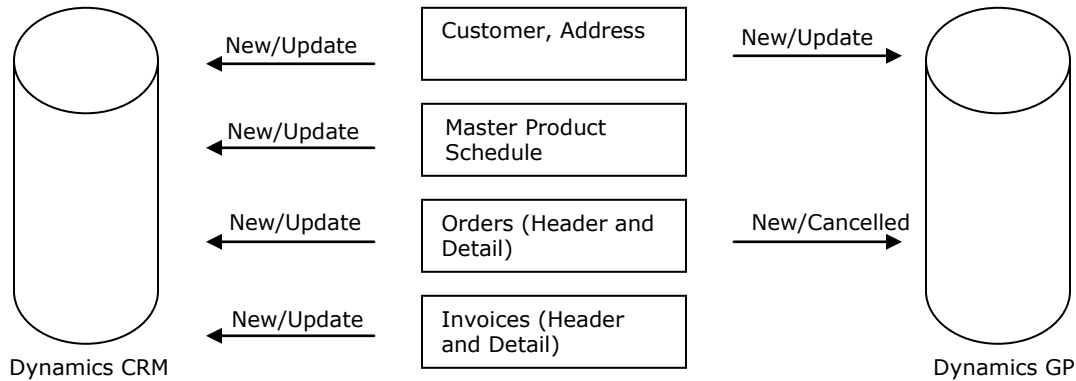 New/Update
Customer, Address
New/Update
New/Update
Master Product
Schedule
New/Update
Orders (Header and
Detail)
New/Cancelled
New/Update
Invoices (Header
and Detail)
Dynamics CRM
Dynamics GP